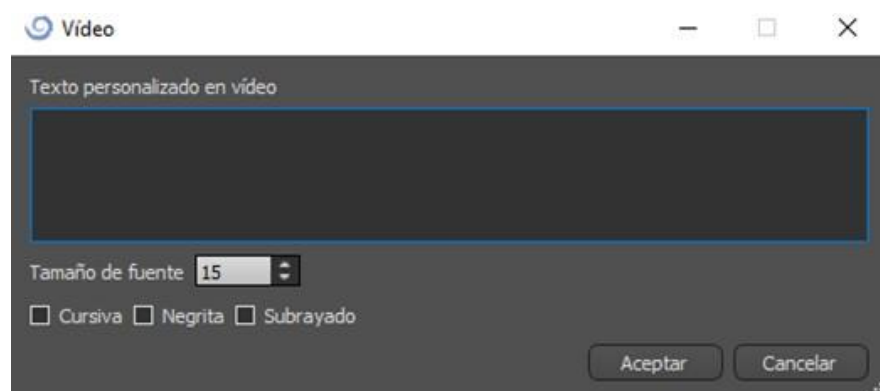 Vídeo
Texto personalizado en vídeo
Tamaño de fuente 15
Cursiva Negrita Subrayado
Aceptar Cancelar